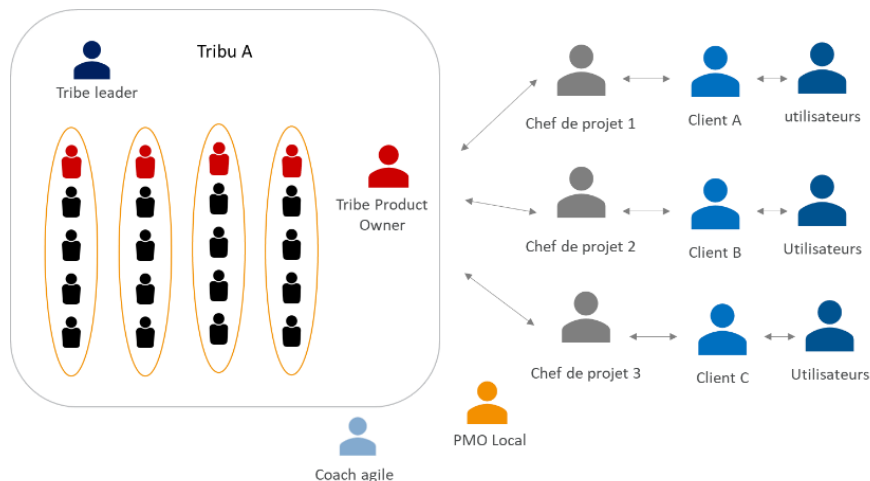 Tribu A
Tribe leader
Tribe Product
Owner
Chef de projet 1
Client A
utilisateurs
Chef de projet 2
Client B
Utilisateurs
Chef de projet 3
Client C
Utilisateurs
PMO Local
Coach agile